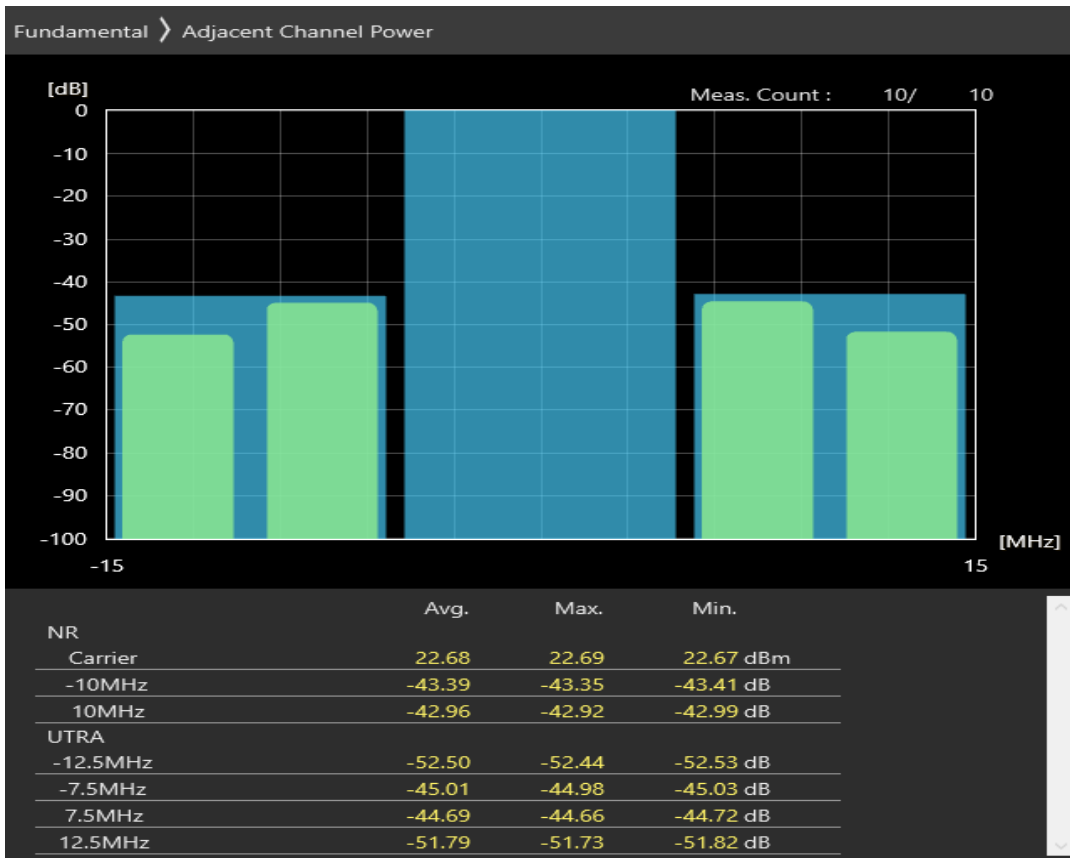 Fundamental 〉 Adjacent Channel Power
[dB]
Meas. Count : 10/ 10
0
-10
-20
-30
-40
-50
-60
-70
-80
-90
-100
[MHz]
-15 15
Avg. Max. Min.
NR
Carrier 22.68 22.69 22.67 dBm
-10MHz -43.39 -43.35 -43.41 dB
10MHz -42.96 -42.92 -42.99 dB
UTRA
-12.5MHz -52.50 -52.44 -52.53 dB
-7.5MHz -45.01 -44.98 -45.03 dB
7.5MHz -44.69 -44.66 -44.72 dB
12.5MHz -51.79 -51.73 -51.82 dB